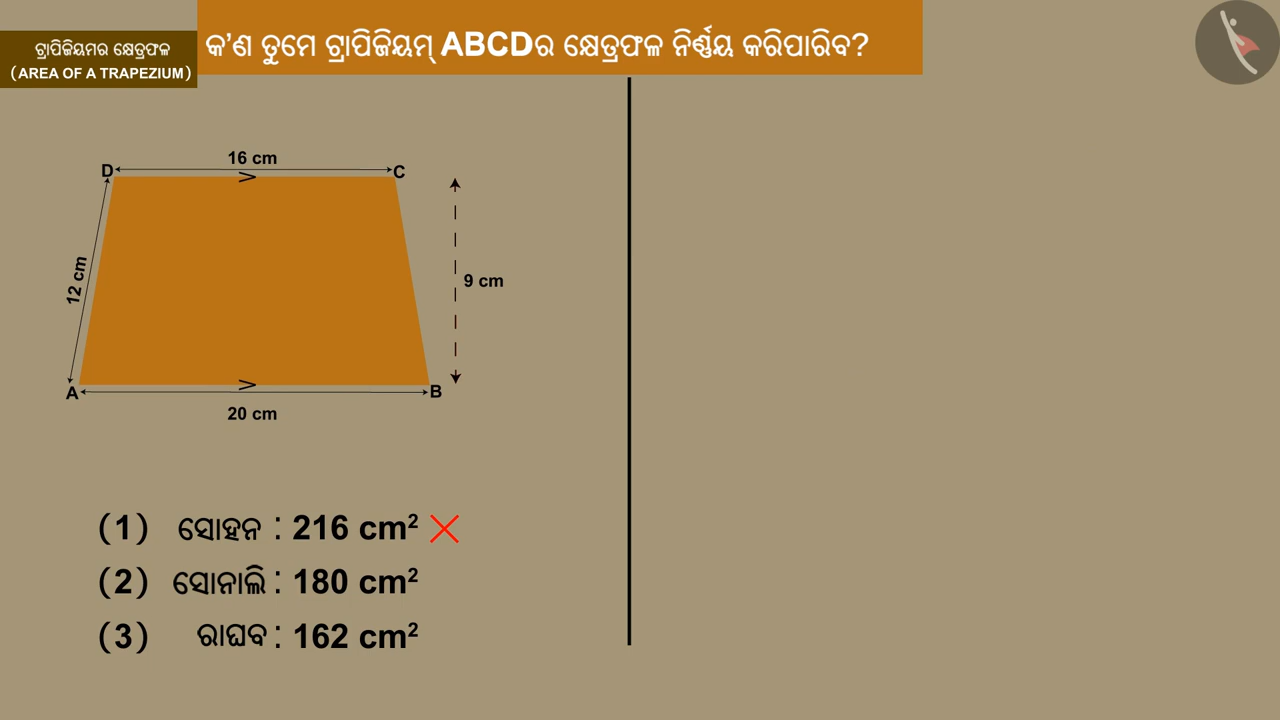 ଟ୍ରାପିଜିୟମର କ୍ଷେତ୍ରଫଳ
(AREA OF A TRAPEZIUM)
କ'ଣ ତୁମେ ଟ୍ରାପିଜିୟମ୍ ABCDର କ୍ଷେତ୍ରଫଳ ନିର୍ଣ୍ଣୟ କରିପାରିବ?
16 cm
D
C
12 cm
9 cm
A
B
20 cm
(1) ସୋହନ : 216 cm²
(2) ସୋନାଲି : 180 cm²
(3) ରାଘବ : 162 cm²